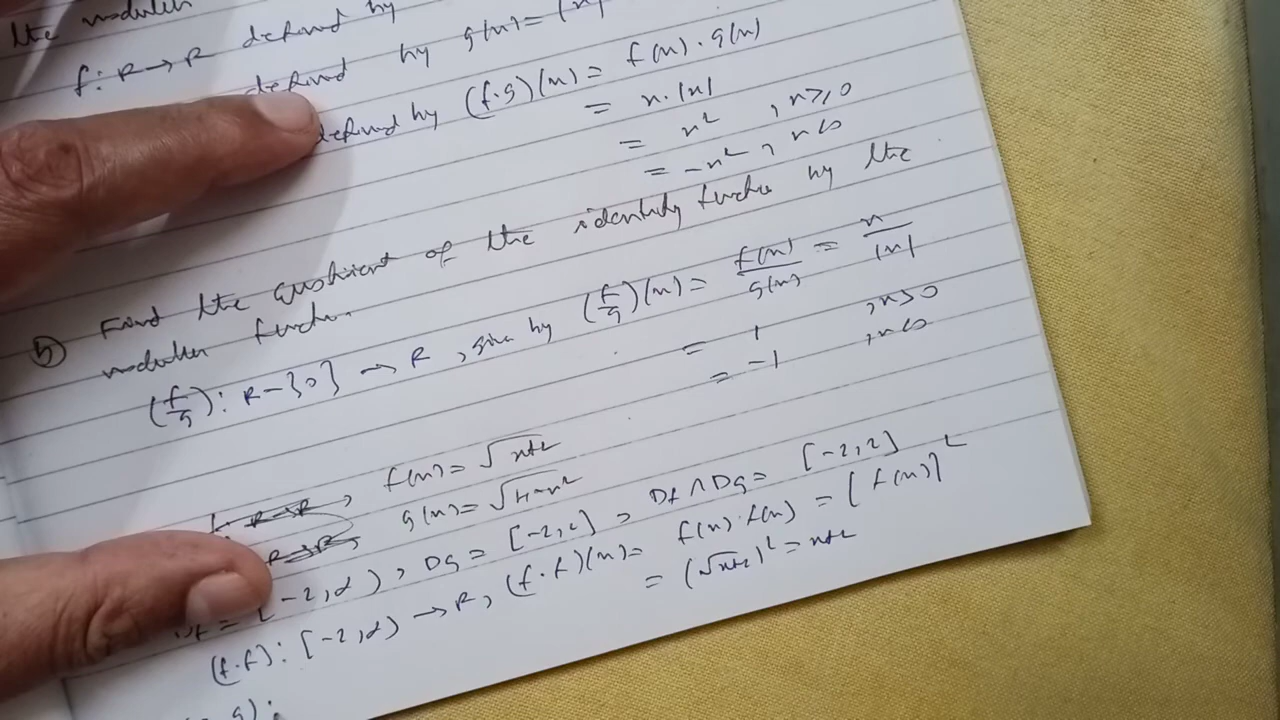 the modulus
f: R → R defined by
defined by g(x) = |x|
defined by (f·g)(x) = f(x)·g(x)
= x·|x|
= x² , x ≥ 0
= -x² , x < 0
5) Find the quotient of the identity function by the
modulus function.
(f/g): R-{0} → R, given by (f/g)(x) = f(x)/g(x) = x/|x|
= 1 , x > 0
= -1 , x < 0
f(x) = √x+2
g(x) = √4-x²
Df = [-2, ∞), Dg = [-2, 2], Df ∩ Dg = [-2, 2]
(f·f): [-2, ∞) → R, (f·f)(x) = f(x)·f(x) = [f(x)]²
= (√x+2)² = x+2
g):